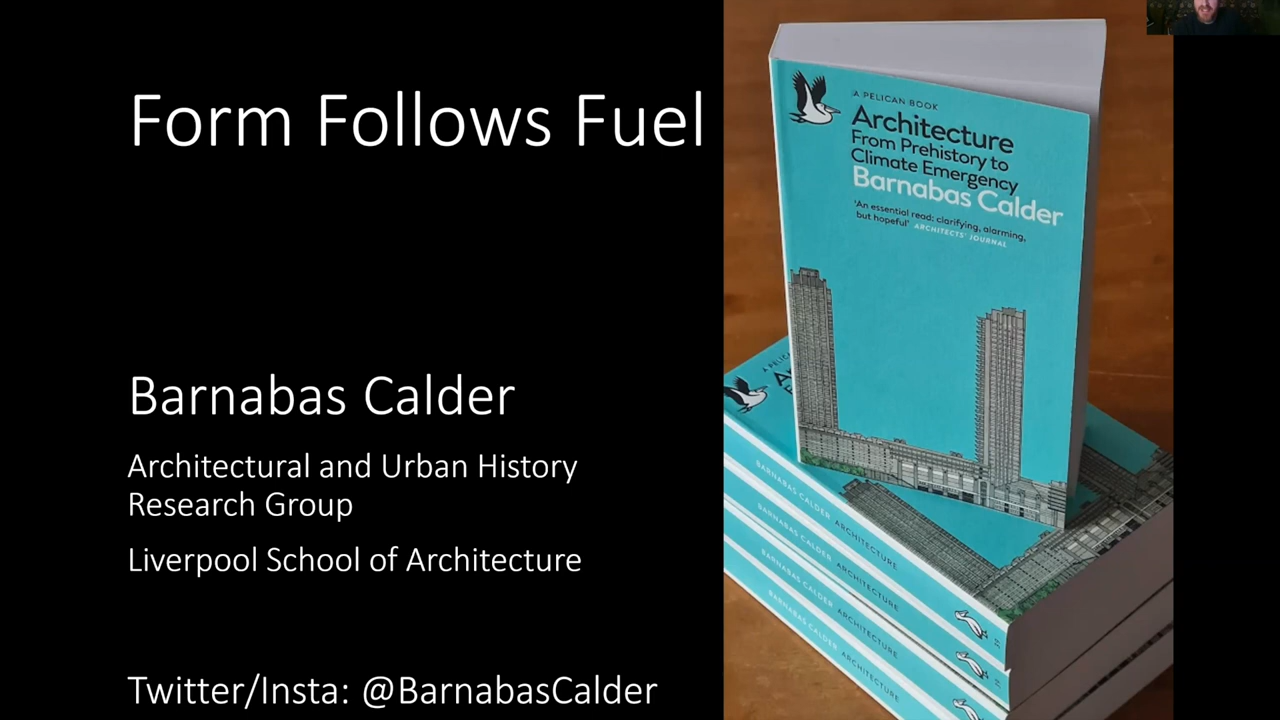 Form Follows Fuel
Barnabas Calder
Architectural and Urban History
Research Group
Liverpool School of Architecture
Twitter/Insta: @BarnabasCalder
A PELICAN BOOK
Architecture
From Prehistory to
Climate Emergency
Barnabas Calder
'An essential read: clarifying, alarming,
but hopeful' ARCHITECTS' JOURNAL
BARNABAS CALDER ARCHITECTURE
BARNABAS CALDER ARCHITECTURE
BARNABAS CALDER ARCHITECTURE
BARNABAS CALDER ARCHITECTURE